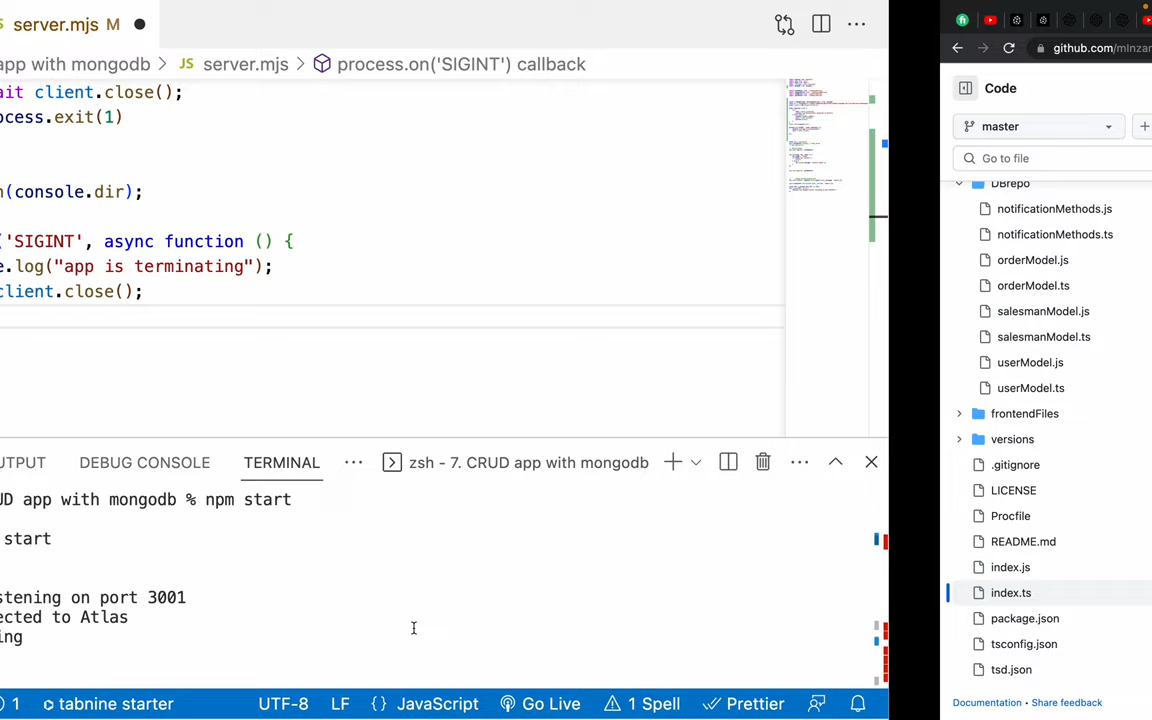 server.mjs M
app with mongodb > JS server.mjs > process.on('SIGINT') callback
ait client.close();
cess.exit(1)
(console.dir);
'SIGINT', async function () {
e.log("app is terminating");
client.close();
UTPUT DEBUG CONSOLE TERMINAL ··· zsh - 7. CRUD app with mongodb
UD app with mongodb % npm start
start
stening on port 3001
ected to Atlas
ing
1 tabnine starter UTF-8 LF {} JavaScript Go Live 1 Spell Prettier
github.com/mInzar
Code
master
Go to file
DBrepo
notificationMethods.js
notificationMethods.ts
orderModel.js
orderModel.ts
salesmanModel.js
salesmanModel.ts
userModel.js
userModel.ts
frontendFiles
versions
.gitignore
LICENSE
Procfile
README.md
index.js
index.ts
package.json
tsconfig.json
tsd.json
Documentation · Share feedback